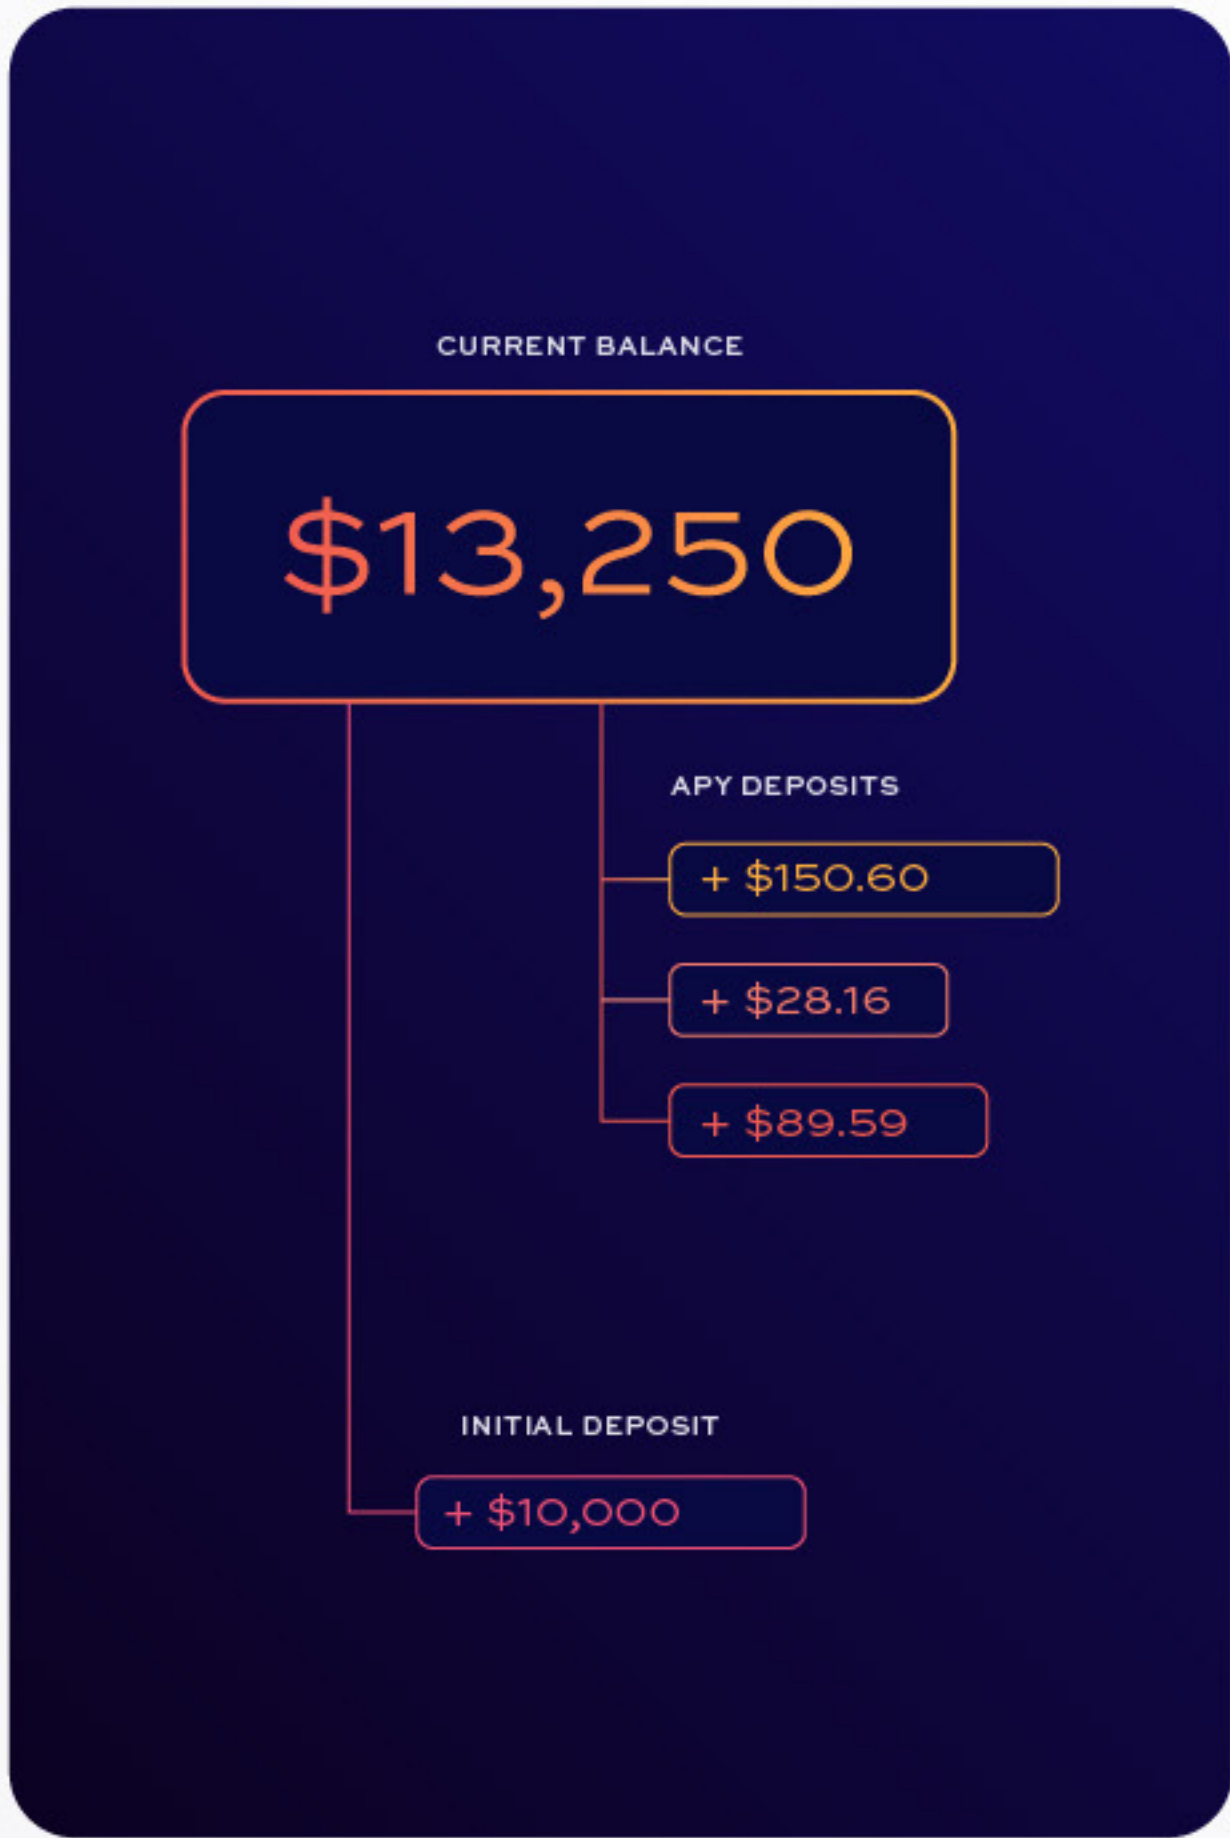 CURRENT BALANCE
$13,250
APY DEPOSITS
+ $150.60
+ $28.16
+ $89.59
INITIAL DEPOSIT
+ $10,000